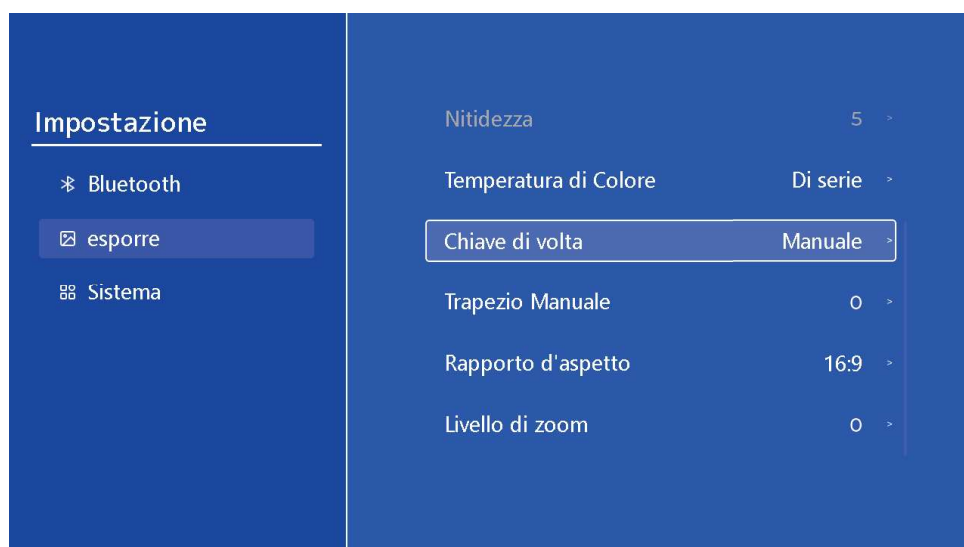 Impostazione
Bluetooth
esporre
Sistema
Nitidezza 5 >
Temperatura di Colore Di serie >
Chiave di volta Manuale >
Trapezio Manuale 0 >
Rapporto d'aspetto 16:9 >
Livello di zoom 0 >